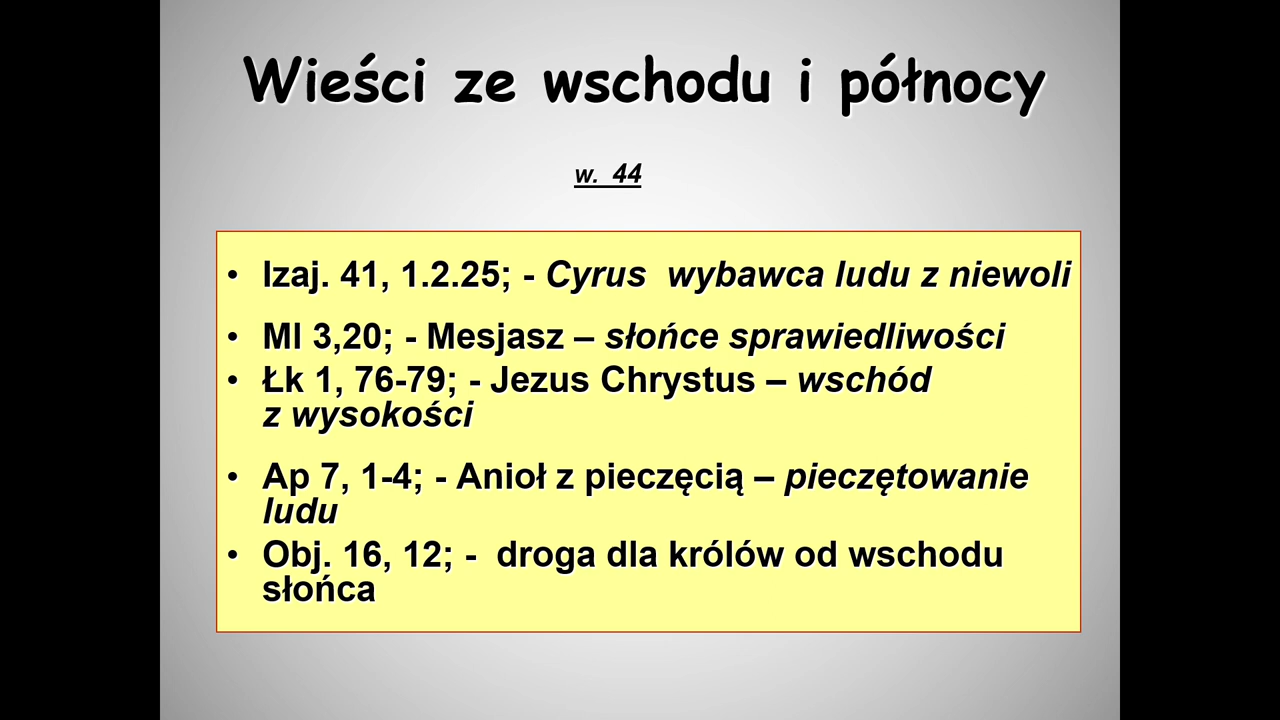 Wieści ze wschodu i północy
w. 44
• Izaj. 41, 1.2.25; - Cyrus wybawca ludu z niewoli
• Ml 3,20; - Mesjasz – słońce sprawiedliwości
• Łk 1, 76-79; - Jezus Chrystus – wschód
z wysokości
• Ap 7, 1-4; - Anioł z pieczęcią – pieczętowanie
ludu
• Obj. 16, 12; - droga dla królów od wschodu
słońca